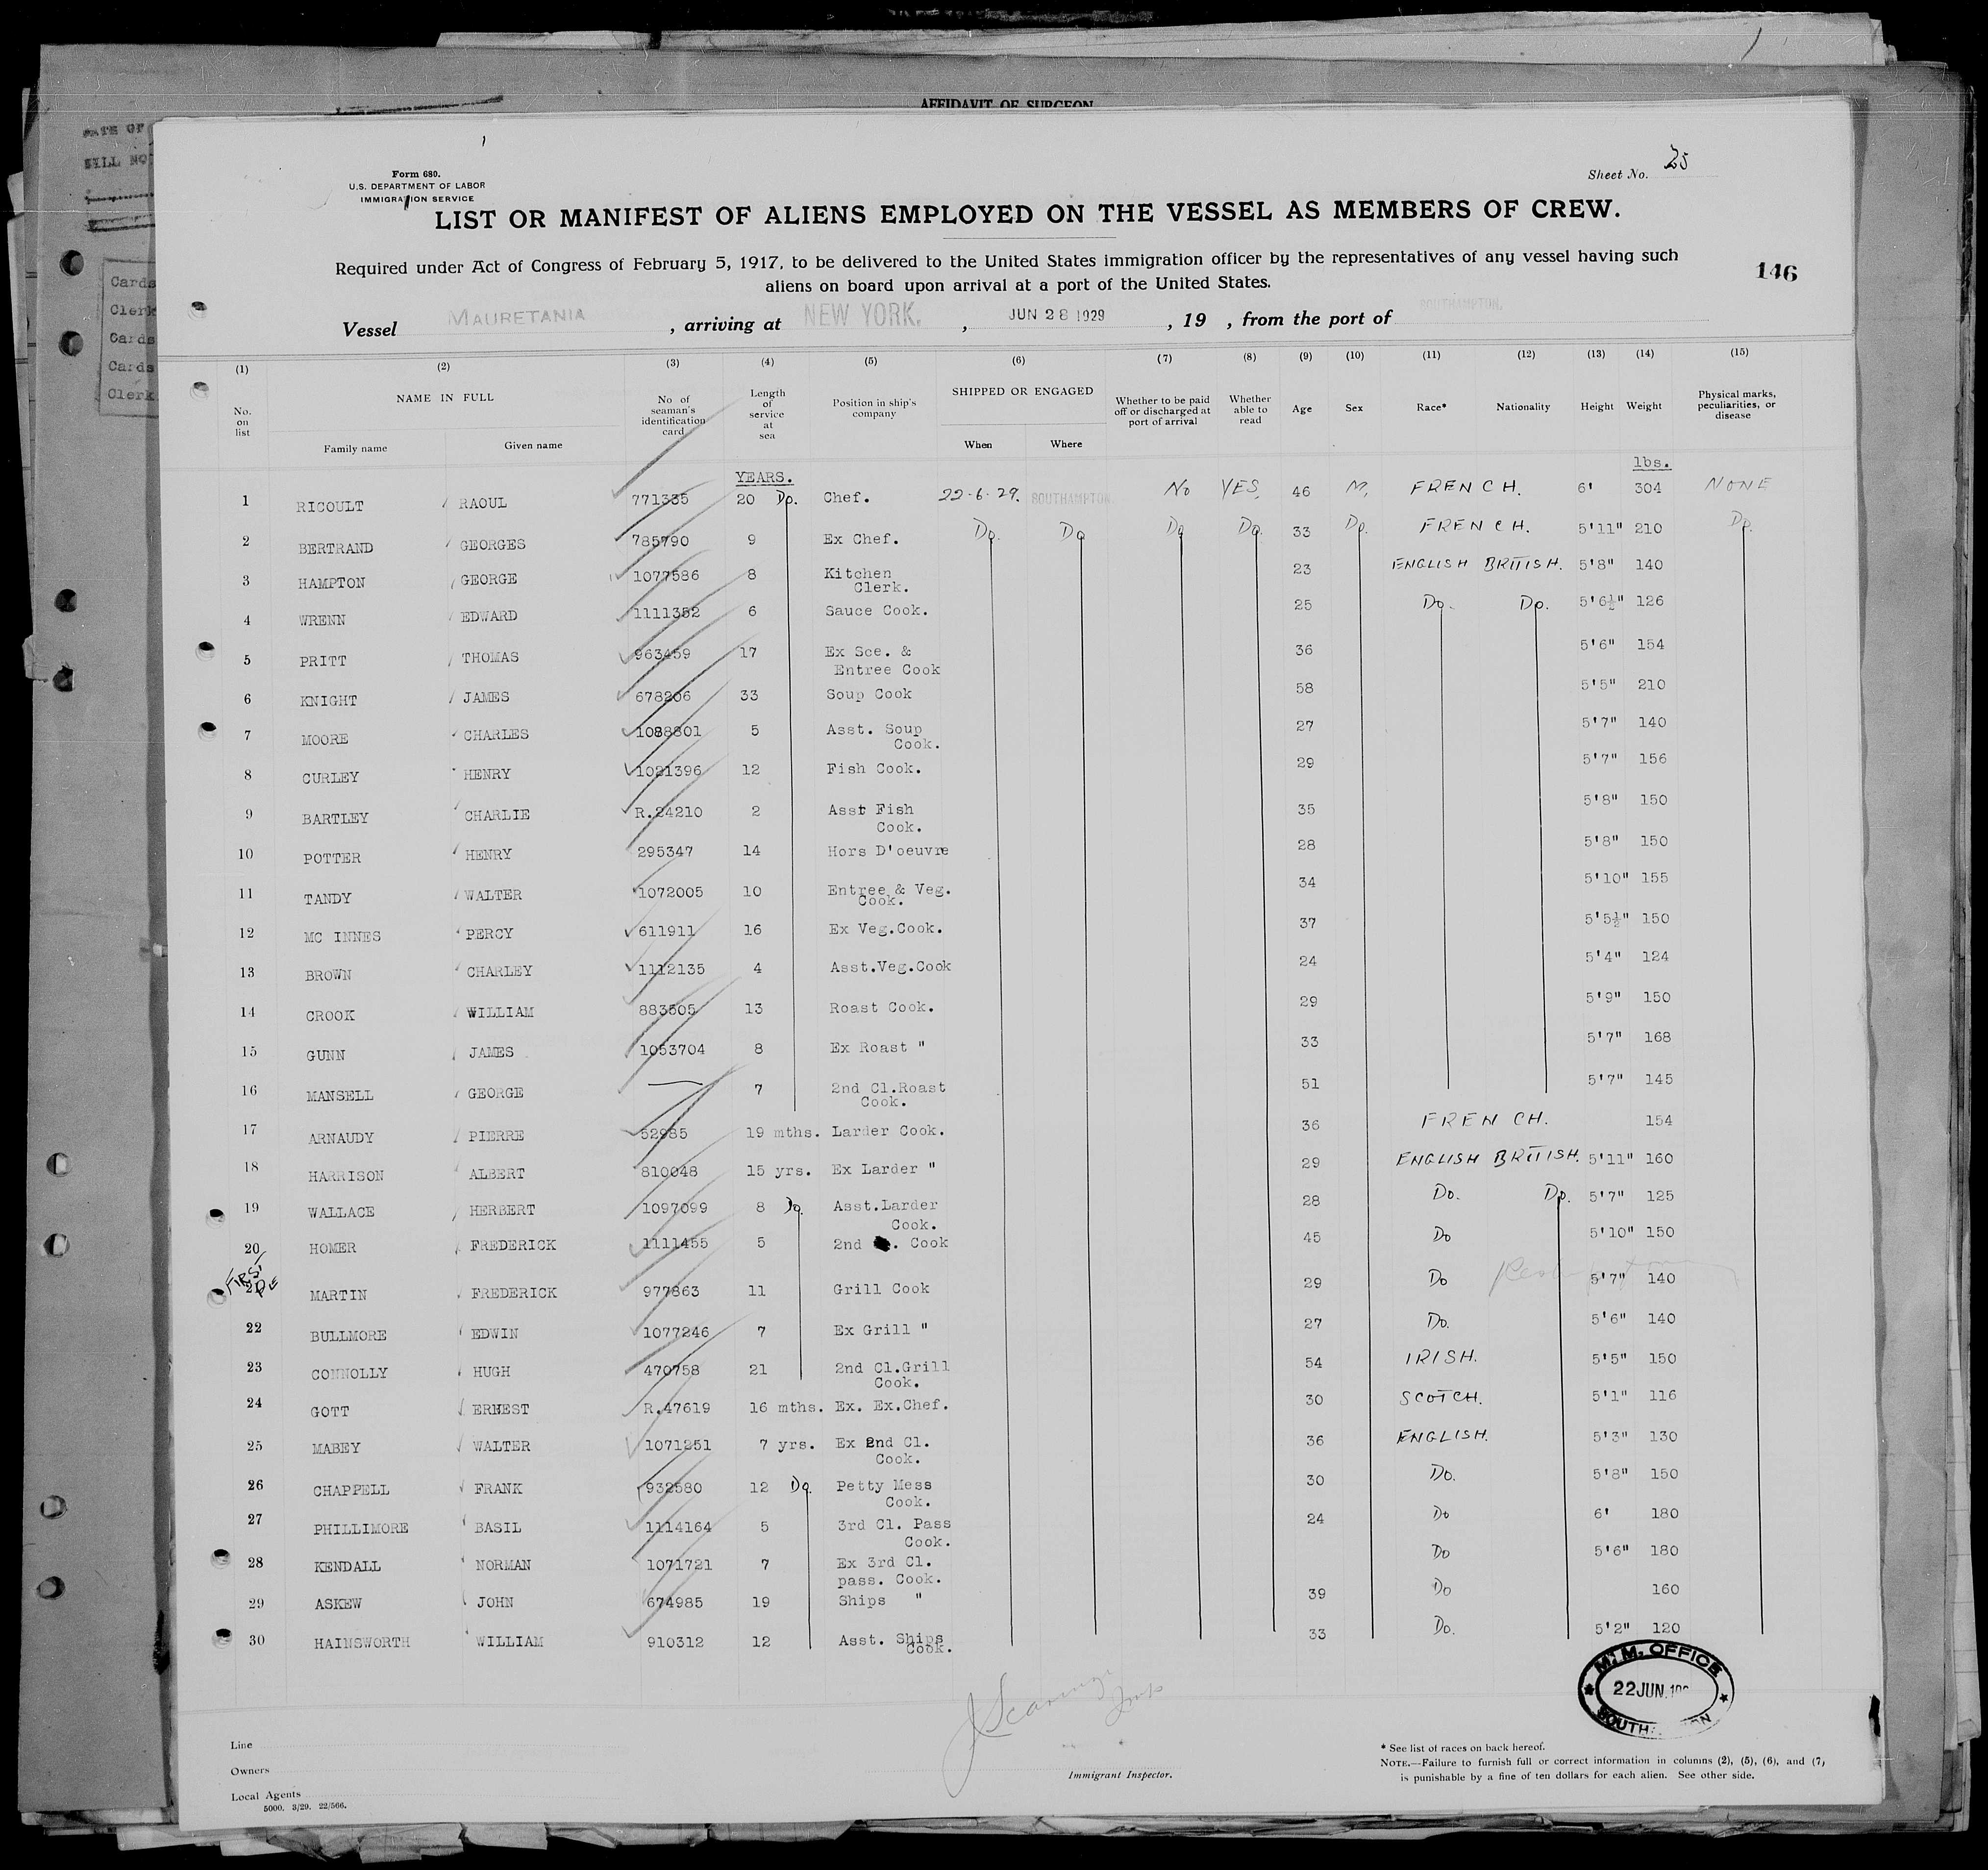 AFFIDAVIT OF SURGEON
Form 680.
U.S. DEPARTMENT OF LABOR
IMMIGRATION SERVICE
Sheet No. 25
LIST OR MANIFEST OF ALIENS EMPLOYED ON THE VESSEL AS MEMBERS OF CREW.
Required under Act of Congress of February 5, 1917, to be delivered to the United States immigration officer by the representatives of any vessel having such
aliens on board upon arrival at a port of the United States.
146
Vessel MAURETANIA , arriving at NEW YORK. , JUN 28 1929 , 19 , from the port of SOUTHAMPTON.
(1) (2) (3) (4) (5) (6) (7) (8) (9) (10) (11) (12) (13) (14) (15)
No. on list NAME IN FULL Family name Given name No. of seaman's identification card Length of service at sea Position in ship's company SHIPPED OR ENGAGED When Where Whether to be paid off or discharged at port of arrival Whether able to read Age Sex Race* Nationality Height Weight Physical marks, peculiarities, or disease
YEARS. lbs.
1 RICOULT RAOUL 771335 20 Do. Chef. 22-6-29. SOUTHAMPTON. No YES. 46 M. FRENCH. 6' 304 NONE
2 BERTRAND GEORGES 785790 9 Ex Chef. Do. Do Do Do. 33 Do. FRENCH. 5'11" 210 Do.
3 HAMPTON GEORGE 1077586 8 Kitchen Clerk. 23 ENGLISH BRITISH. 5'8" 140
4 WRENN EDWARD 1111352 6 Sauce Cook. 25 Do. Do. 5'6½" 126
5 PRITT THOMAS 963459 17 Ex Sce. & Entree Cook 36 5'6" 154
6 KNIGHT JAMES 678206 33 Soup Cook 58 5'5" 210
7 MOORE CHARLES 1088801 5 Asst. Soup Cook. 27 5'7" 140
8 CURLEY HENRY 1021396 12 Fish Cook. 29 5'7" 156
9 BARTLEY CHARLIE R.24210 2 Asst Fish Cook. 35 5'8" 150
10 POTTER HENRY 295347 14 Hors D'oeuvre 28 5'8" 150
11 TANDY WALTER 1072005 10 Entree & Veg. Cook. 34 5'10" 155
12 MC INNES PERCY 611911 16 Ex Veg.Cook. 37 5'5½" 150
13 BROWN CHARLEY 1112135 4 Asst.Veg.Cook 24 5'4" 124
14 CROOK WILLIAM 883505 13 Roast Cook. 29 5'9" 150
15 GUNN JAMES 1053704 8 Ex Roast " 33 5'7" 168
16 MANSELL GEORGE — 7 2nd Cl.Roast Cook. 51 5'7" 145
17 ARNAUDY PIERRE 52985 19 mths. Larder Cook. 36 FRENCH. 154
18 HARRISON ALBERT 810048 15 yrs. Ex Larder " 29 ENGLISH BRITISH. 5'11" 160
19 WALLACE HERBERT 1097099 8 Do. Asst.Larder Cook. 28 Do. Do. 5'7" 125
20 HOMER FREDERICK 1111455 5 2nd . Cook 45 Do 5'10" 150
MARTIN FREDERICK 977863 11 Grill Cook 29 Do 5'7" 140
22 BULLMORE EDWIN 1077246 7 Ex Grill " 27 Do. 5'6" 140
23 CONNOLLY HUGH 470758 21 2nd Cl.Grill Cook. 54 IRISH. 5'5" 150
24 GOTT ERNEST R.47619 16 mths. Ex. Ex.Chef. 30 SCOTCH. 5'1" 116
25 MABEY WALTER 1071251 7 yrs. Ex 2nd Cl. Cook. 36 ENGLISH. 5'3" 130
26 CHAPPELL FRANK 932580 12 Do. Petty Mess Cook. 30 Do. 5'8" 150
27 PHILLIMORE BASIL 1114164 5 3rd Cl. Pass Cook. 24 Do 6' 180
28 KENDALL NORMAN 1071721 7 Ex 3rd Cl. pass. Cook. Do 5'6" 180
29 ASKEW JOHN 674985 19 Ships " 39 Do 160
30 HAINSWORTH WILLIAM 910312 12 Asst. Ships Cook. 33 Do. 5'2" 120
M.M. OFFICE
22 JUN.
Line
Owners
Local Agents
5000. 3/29. 22/566.
Immigrant Inspector.
* See list of races on back hereof.
NOTE.—Failure to furnish full or correct information in columns (2), (5), (6), and (7,
is punishable by a fine of ten dollars for each alien. See other side.
Cards
Clerk
Cards
Cards
Clerk